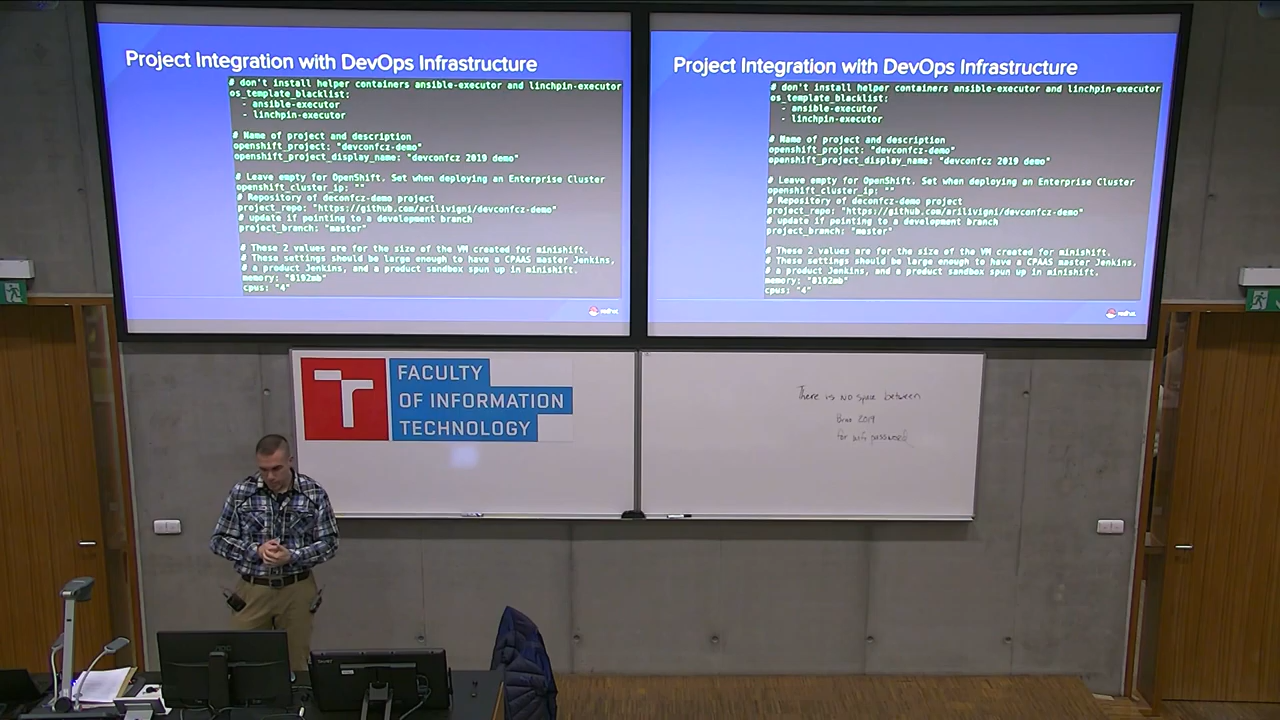 Project Integration with DevOps Infrastructure
# don't install helper containers ansible-executor and linchpin-executor
os_template_blacklist:
- ansible-executor
- linchpin-executor
# Name of project and description
openshift_project: "devconfcz-demo"
openshift_project_display_name: "devconfcz 2019 demo"
# Leave empty for OpenShift. Set when deploying an Enterprise Cluster
openshift_cluster_ip: ""
# Repository of deconfcz-demo project
project_repo: "https://github.com/arilivigni/devconfcz-demo"
# update if pointing to a development branch
project_branch: "master"
# These 2 values are for the size of the VM created for minishift.
# These settings should be large enough to have a CPAAS master Jenkins,
# a product Jenkins, and a product sandbox spun up in minishift.
memory: "8192mb"
cpus: "4"
redhat.
Project Integration with DevOps Infrastructure
# don't install helper containers ansible-executor and linchpin-executor
os_template_blacklist:
- ansible-executor
- linchpin-executor
# Name of project and description
openshift_project: "devconfcz-demo"
openshift_project_display_name: "devconfcz 2019 demo"
# Leave empty for OpenShift. Set when deploying an Enterprise Cluster
openshift_cluster_ip: ""
# Repository of deconfcz-demo project
project_repo: "https://github.com/arilivigni/devconfcz-demo"
# update if pointing to a development branch
project_branch: "master"
# These 2 values are for the size of the VM created for minishift.
# These settings should be large enough to have a CPAAS master Jenkins,
# a product Jenkins, and a product sandbox spun up in minishift.
memory: "8192mb"
cpus: "4"
redhat.
T
FACULTY
OF INFORMATION
TECHNOLOGY
There is NO space between
Brno 2019
for wifi password